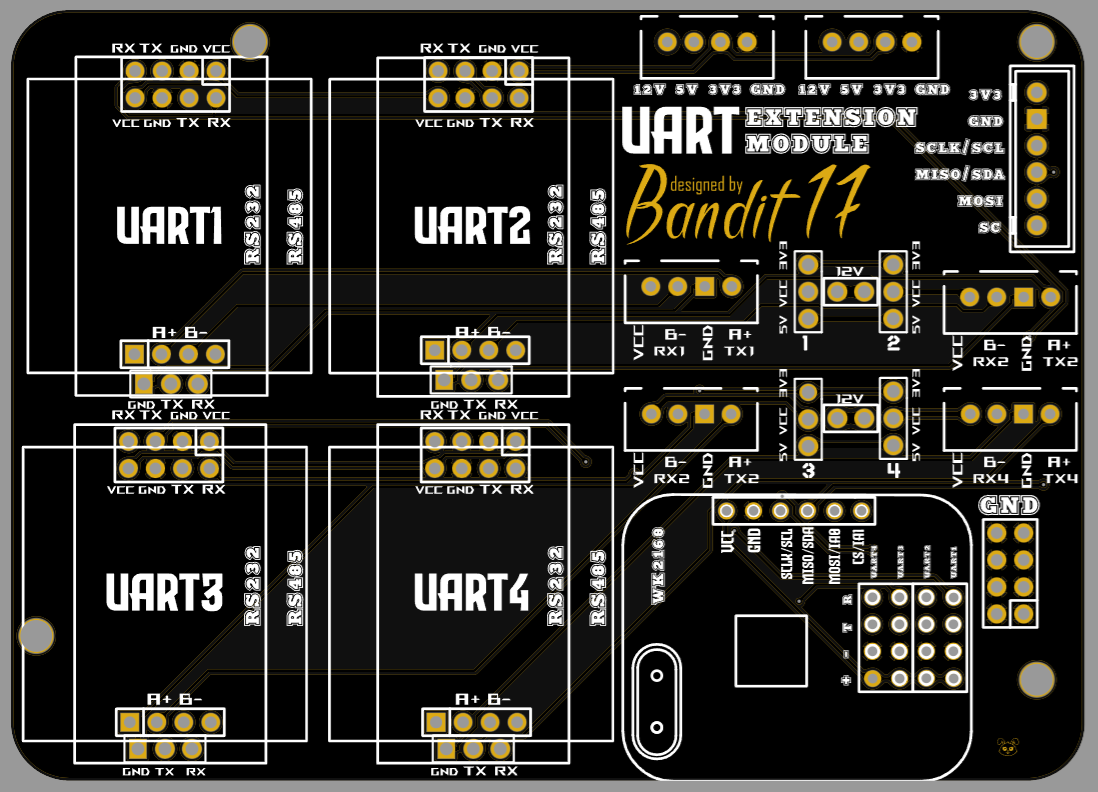 RX TX GND VCC
VCC GND TX RX
UART1
RS232
RS485
A+ B-
GND TX RX
RX TX GND VCC
VCC GND TX RX
UART2
RS232
RS485
A+ B-
GND TX RX
12V 5V 3V3 GND
12V 5V 3V3 GND
UART EXTENSION
MODULE
designed by
Bandit 17
3V3
GND
SCLK/SCL
MISO/SDA
MOSI
SC
VCC B- GND A+
RX1 TX1
3V3 VCC 5V
12V
3V3 VCC 5V
1 2
VCC B- GND A+
RX2 TX2
VCC B- GND A+
RX2 TX2
3V3 VCC 5V
12V
3V3 VCC 5V
3 4
VCC B- GND A+
RX4 TX4
RX TX GND VCC
VCC GND TX RX
UART3
RS232
RS485
A+ B-
GND TX RX
RX TX GND VCC
VCC GND TX RX
UART4
RS232
RS485
A+ B-
GND TX RX
WK2168
VCC
GND
SCLK/SCL
MISO/SDA
MOSI/IA0
CS/IA1
UART4
UART3
UART2
UART1
R
T
-
+
GND